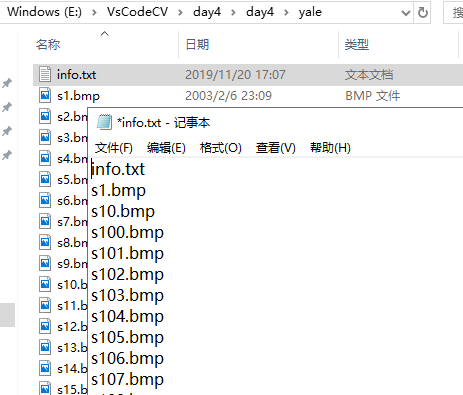 Windows (E:) > VsCodeCV > day4 > day4 > yale
名称 日期 类型
info.txt 2019/11/20 17:07 文本文档
s1.bmp 2003/2/6 23:09 BMP 文件
s2.bm
s3.bm
s4.bm
s5.bm
s6.bm
s7.bm
s8.bm
s9.bm
s10.b
s11.b
s12.b
s13.b
s14.b
s15.b
*info.txt - 记事本
文件(F) 编辑(E) 格式(O) 查看(V) 帮助(H)
info.txt
s1.bmp
s10.bmp
s100.bmp
s101.bmp
s102.bmp
s103.bmp
s104.bmp
s105.bmp
s106.bmp
s107.bmp